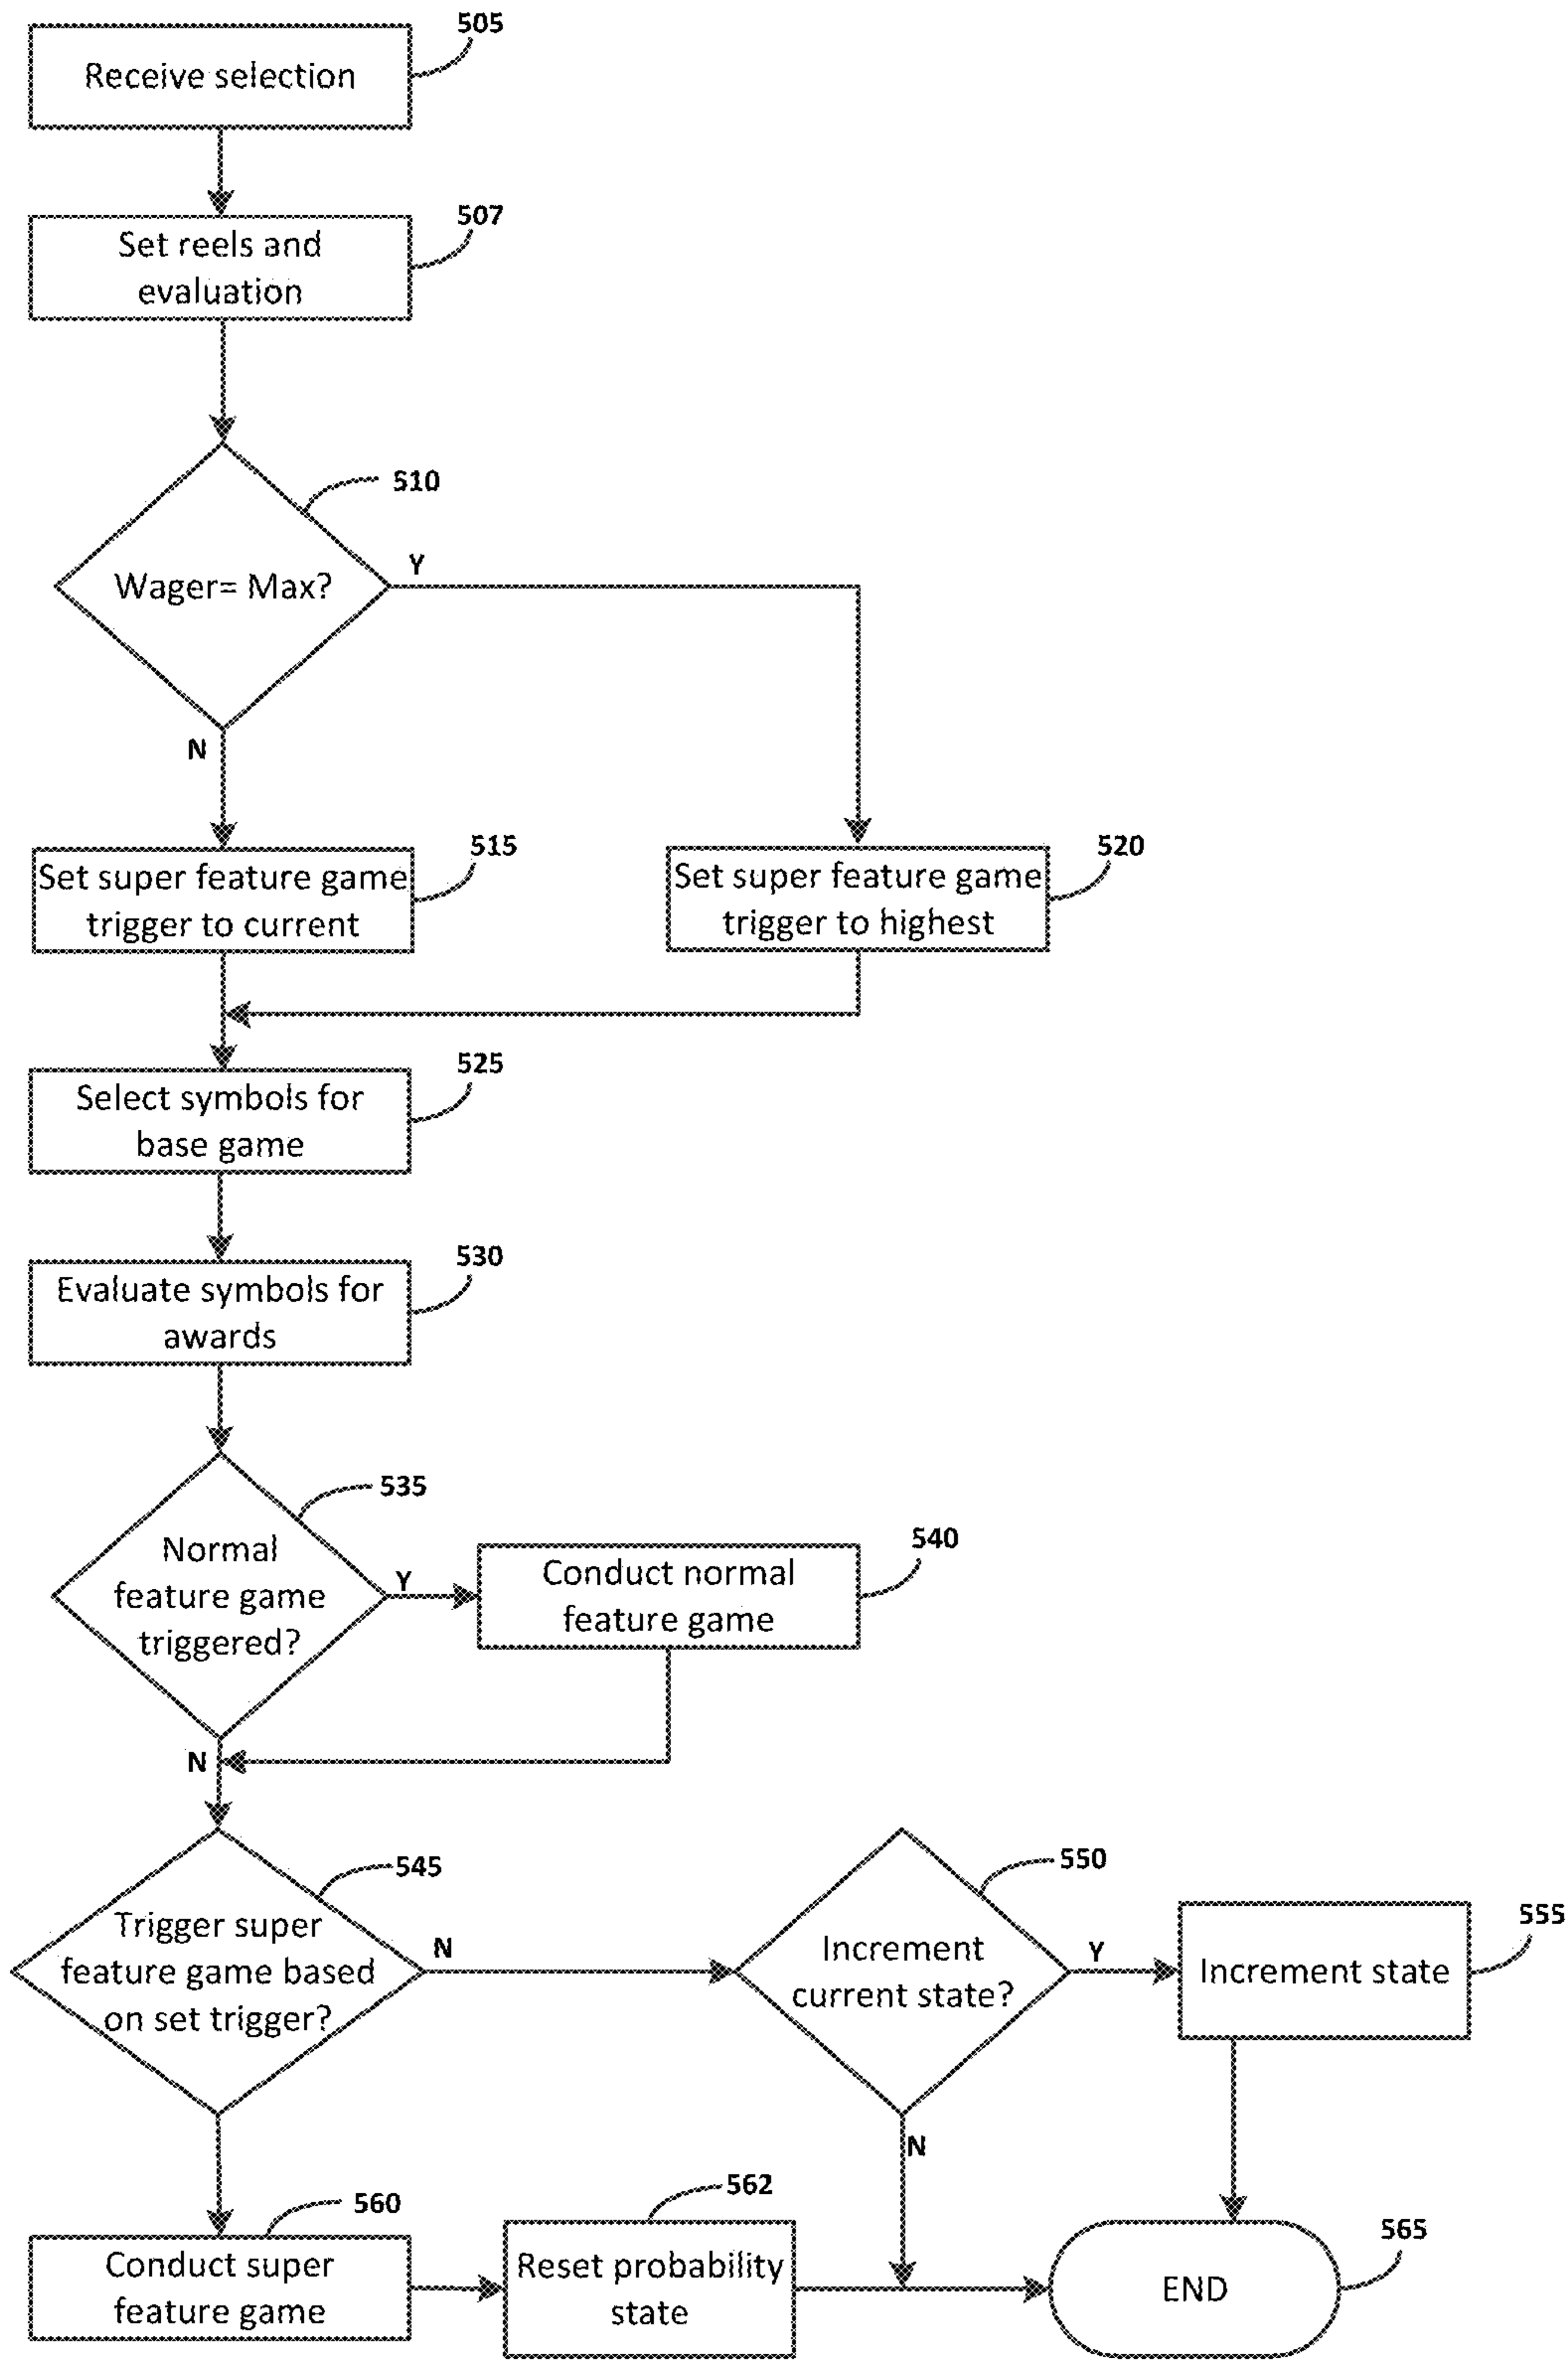 505
Receive selection
507
Set reels and
evaluation
510
Wager= Max?
Y
N
515
Set super feature game
trigger to current
520
Set super feature game
trigger to highest
525
Select symbols for
base game
530
Evaluate symbols for
awards
535
Normal
feature game
triggered?
Y
N
540
Conduct normal
feature game
545
Trigger super
feature game based
on set trigger?
N
550
Increment
current state?
Y
N
555
Increment state
560
Conduct super
feature game
562
Reset probability
state
565
END